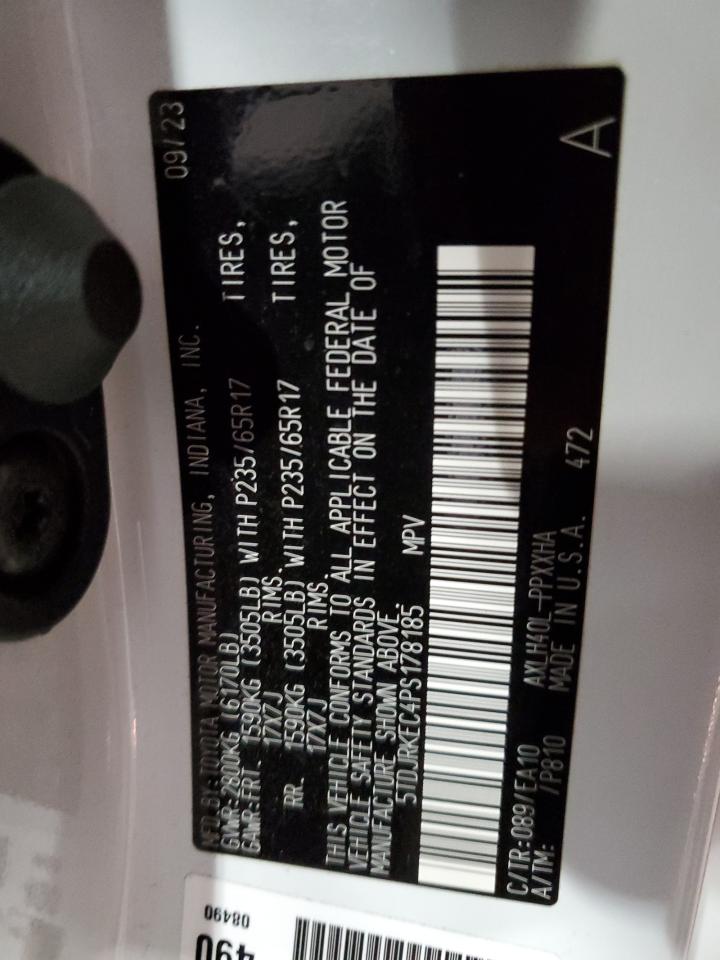 MFD.BY:TOYOTA MOTOR MANUFACTURING, INDIANA, INC. 09/23
GVWR:2800KG (6170LB)
GAWR:FRT. 1590KG (3505LB) WITH P235/65R17 TIRES,
17X7J RIMS.
RR. 1590KG (3505LB) WITH P235/65R17 TIRES,
17X7J RIMS.
THIS VEHICLE CONFORMS TO ALL APPLICABLE FEDERAL MOTOR
VEHICLE SAFETY STANDARDS IN EFFECT ON THE DATE OF
MANUFACTURE SHOWN ABOVE.
5TDJRKEC4PS178185 MPV
C/TR:089/EA10 AXLH40L-PPXXHA
A/TM: /P810 MADE IN U.S.A. 472 A
08490
490